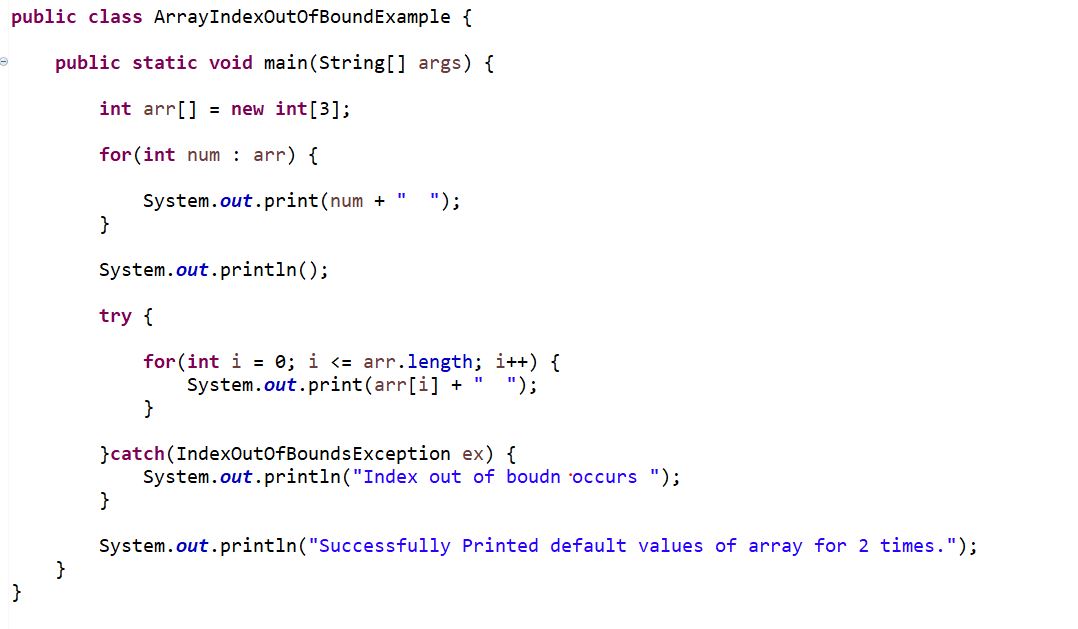 public class ArrayIndexOutOfBoundExample {
public static void main(String[] args) {
int arr[] = new int[3];
for(int num : arr) {
System.out.print(num + "  ");
}
System.out.println();
try {
for(int i = 0; i <= arr.length; i++) {
System.out.print(arr[i] + "  ");
}
}catch(IndexOutOfBoundsException ex) {
System.out.println("Index out of boudn occurs ");
}
System.out.println("Successfully Printed default values of array for 2 times.");
}
}